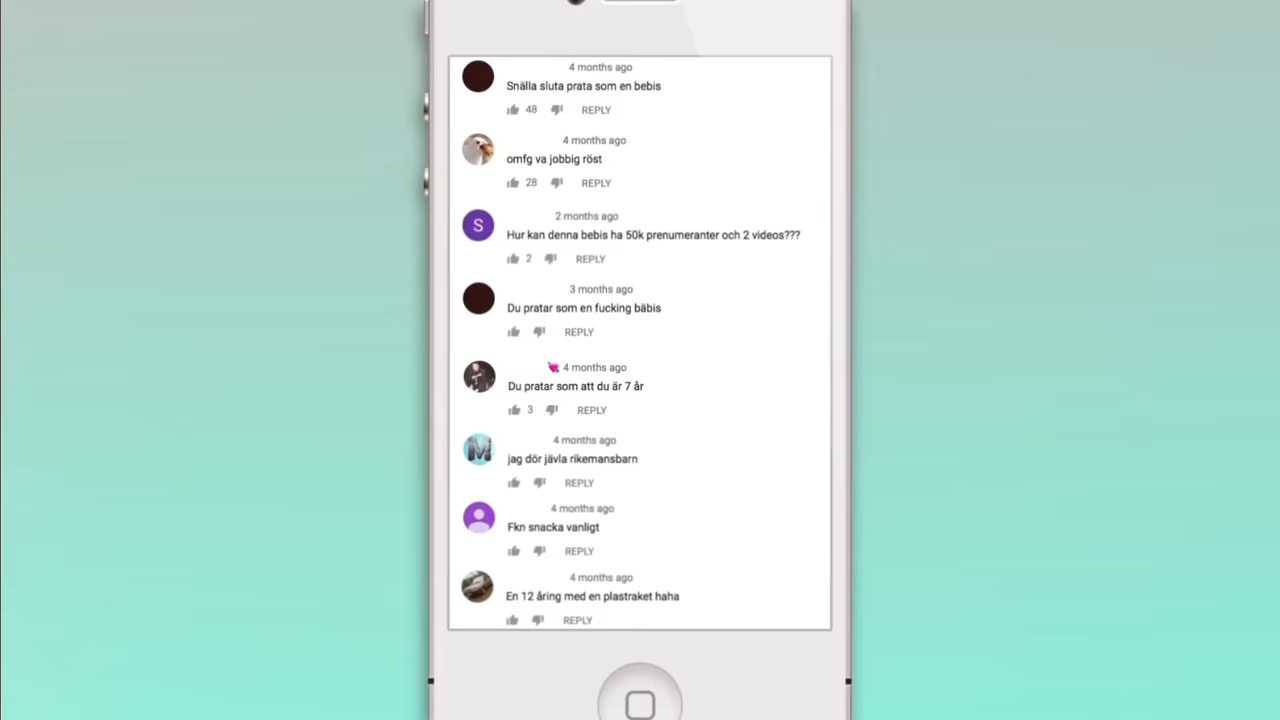 4 months ago
Snälla sluta prata som en bebis
48 REPLY
4 months ago
omfg va jobbig röst
28 REPLY
S
2 months ago
Hur kan denna bebis ha 50k prenumeranter och 2 videos???
2 REPLY
3 months ago
Du pratar som en fucking bäbis
REPLY
💘 4 months ago
Du pratar som att du är 7 år
3 REPLY
M
4 months ago
jag dör jävla rikemansbarn
REPLY
4 months ago
Fkn snacka vanligt
REPLY
4 months ago
En 12 åring med en plastraket haha
REPLY